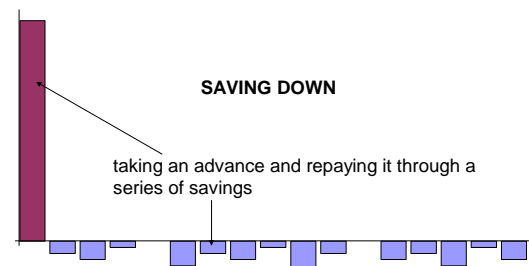 SAVING DOWN
taking an advance and repaying it through a
series of savings